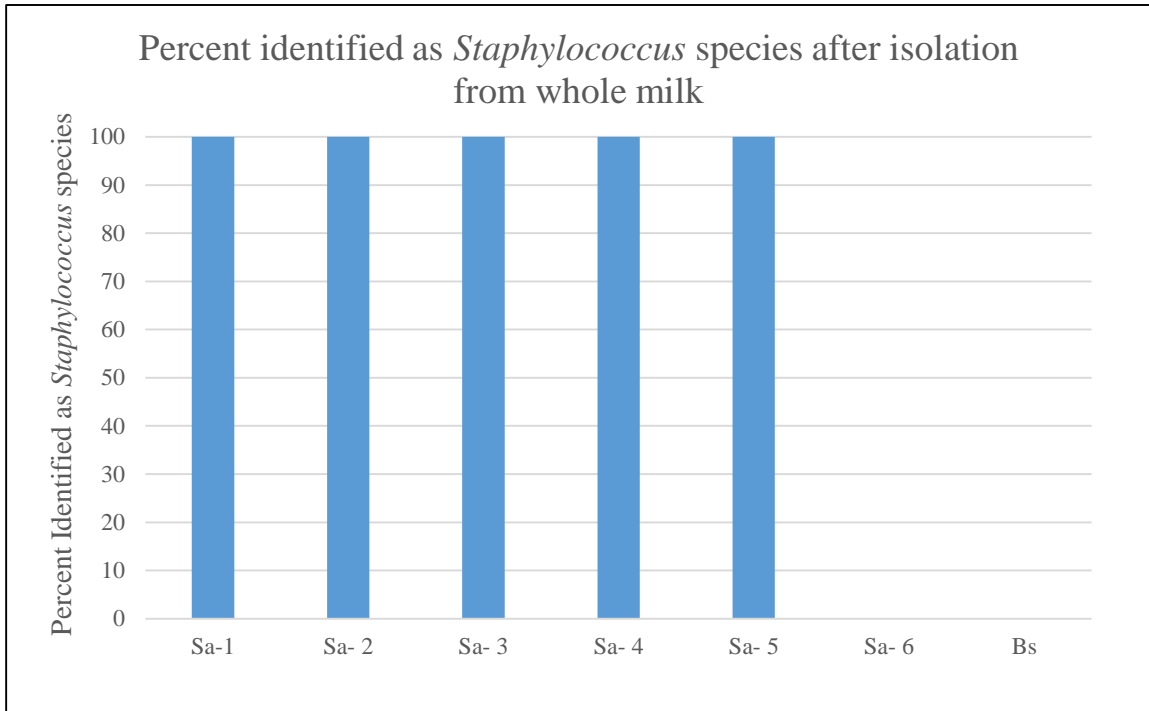 Percent identified as Staphylococcus species after isolation
from whole milk
Percent Identified as Staphylococcus species
100
90
80
70
60
50
40
30
20
10
0
Sa-1 Sa- 2 Sa- 3 Sa- 4 Sa- 5 Sa- 6 Bs